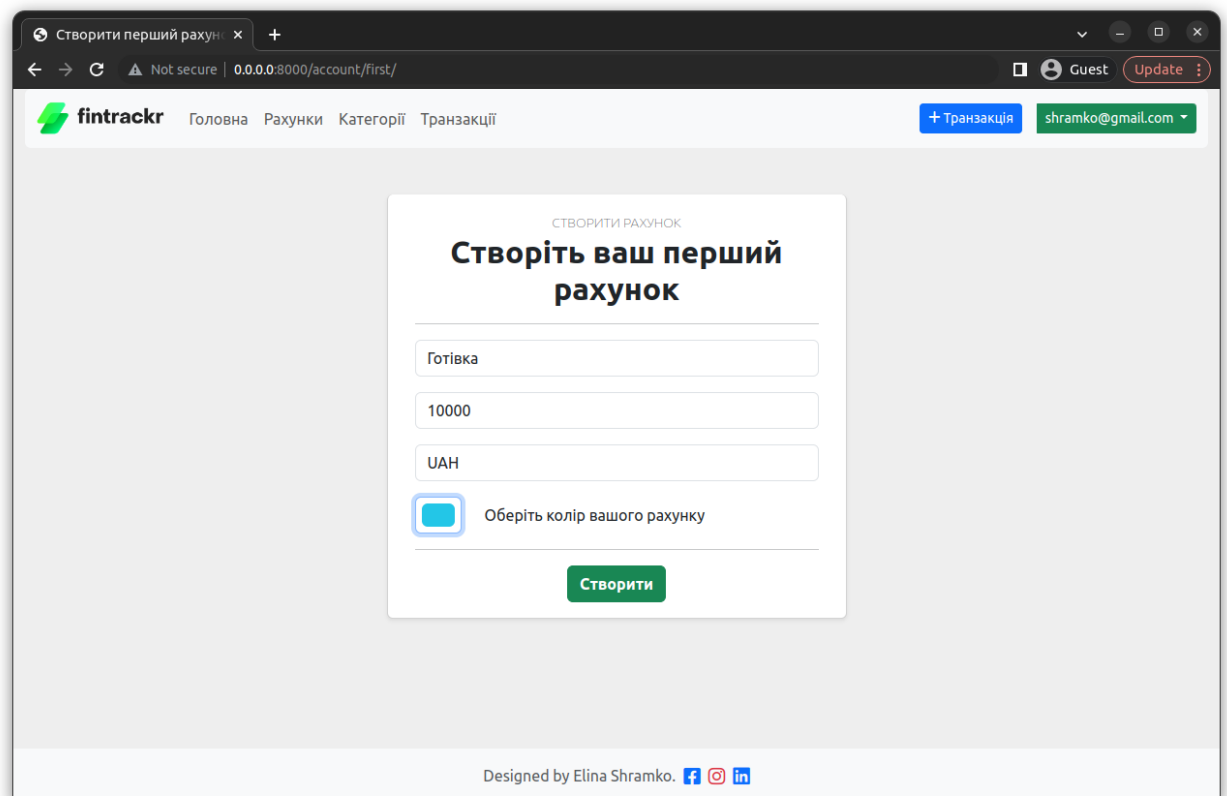 Створити перший рахун
Not secure | 0.0.0.0:8000/account/first/
Guest
Update
fintrackr
Головна Рахунки Категорії Транзакції
+ Транзакція
shramko@gmail.com
СТВОРИТИ РАХУНОК
Створіть ваш перший
рахунок
Готівка
10000
UAH
Оберіть колір вашого рахунку
Створити
Designed by Elina Shramko.